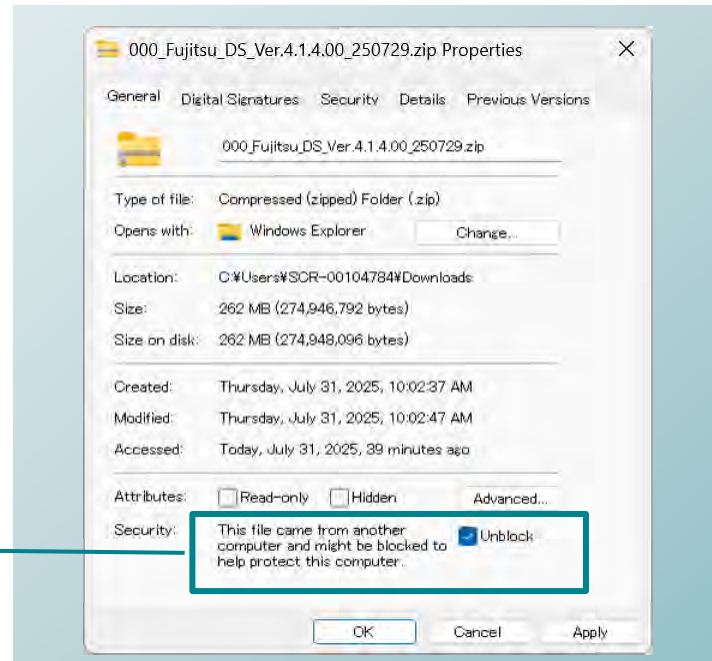 000_Fujitsu_DS_Ver.4.1.4.00_250729.zip Properties
General Digital Signatures Security Details Previous Versions
000_Fujitsu_DS_Ver.4.1.4.00_250729.zip
Type of file: Compressed (zipped) Folder (.zip)
Opens with: Windows Explorer Change...
Location: C:¥Users¥SCR-00104784¥Downloads
Size: 262 MB (274,946,792 bytes)
Size on disk: 262 MB (274,948,096 bytes)
Created: Thursday, July 31, 2025, 10:02:37 AM
Modified: Thursday, July 31, 2025, 10:02:47 AM
Accessed: Today, July 31, 2025, 39 minutes ago
Attributes: Read-only Hidden Advanced...
Security: This file came from another
computer and might be blocked to Unblock
help protect this computer.
OK Cancel Apply